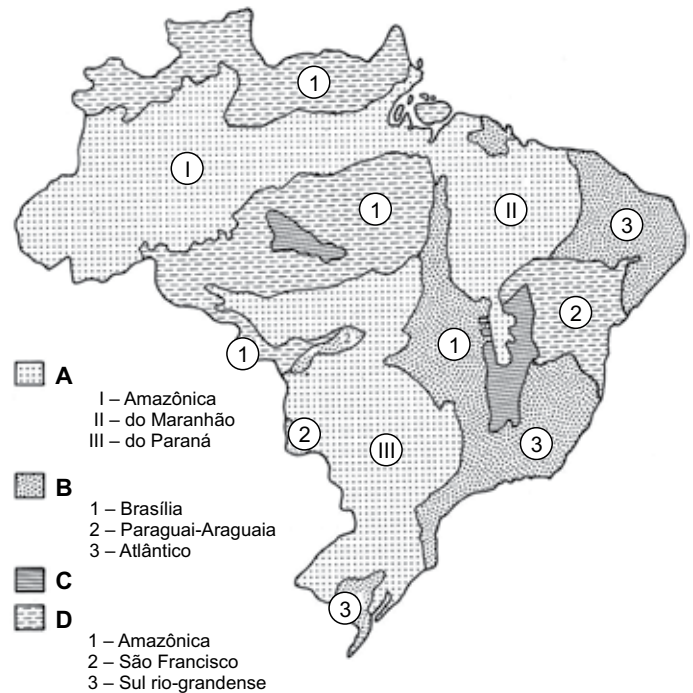 1
I
1
II
3
2
1
1
2
III
3
3
A
I – Amazônica
II – do Maranhão
III – do Paraná
B
1 – Brasília
2 – Paraguai-Araguaia
3 – Atlântico
C
D
1 – Amazônica
2 – São Francisco
3 – Sul rio-grandense